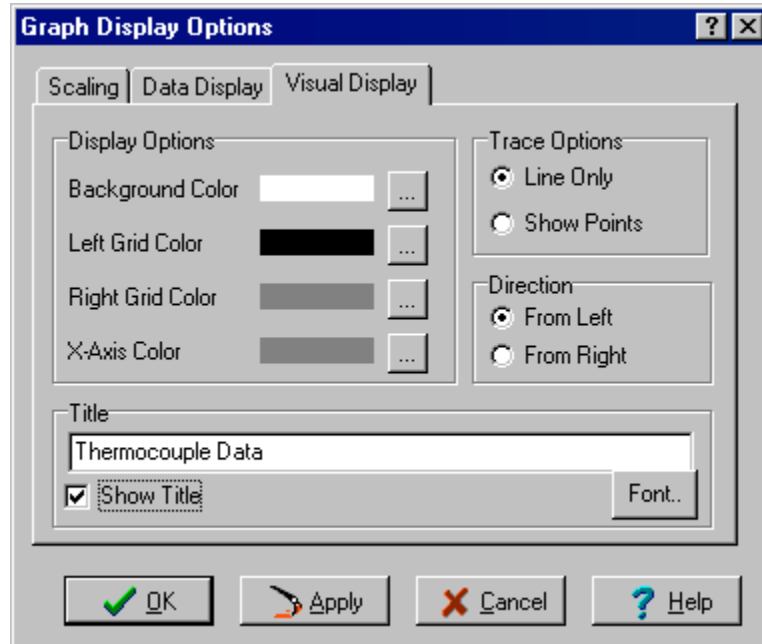 Graph Display Options
Scaling Data Display Visual Display
Display Options
Background Color ...
Left Grid Color ...
Right Grid Color ...
X-Axis Color ...
Trace Options
Line Only
Show Points
Direction
From Left
From Right
Title
Thermocouple Data
Show Title
Font..
OK Apply Cancel Help